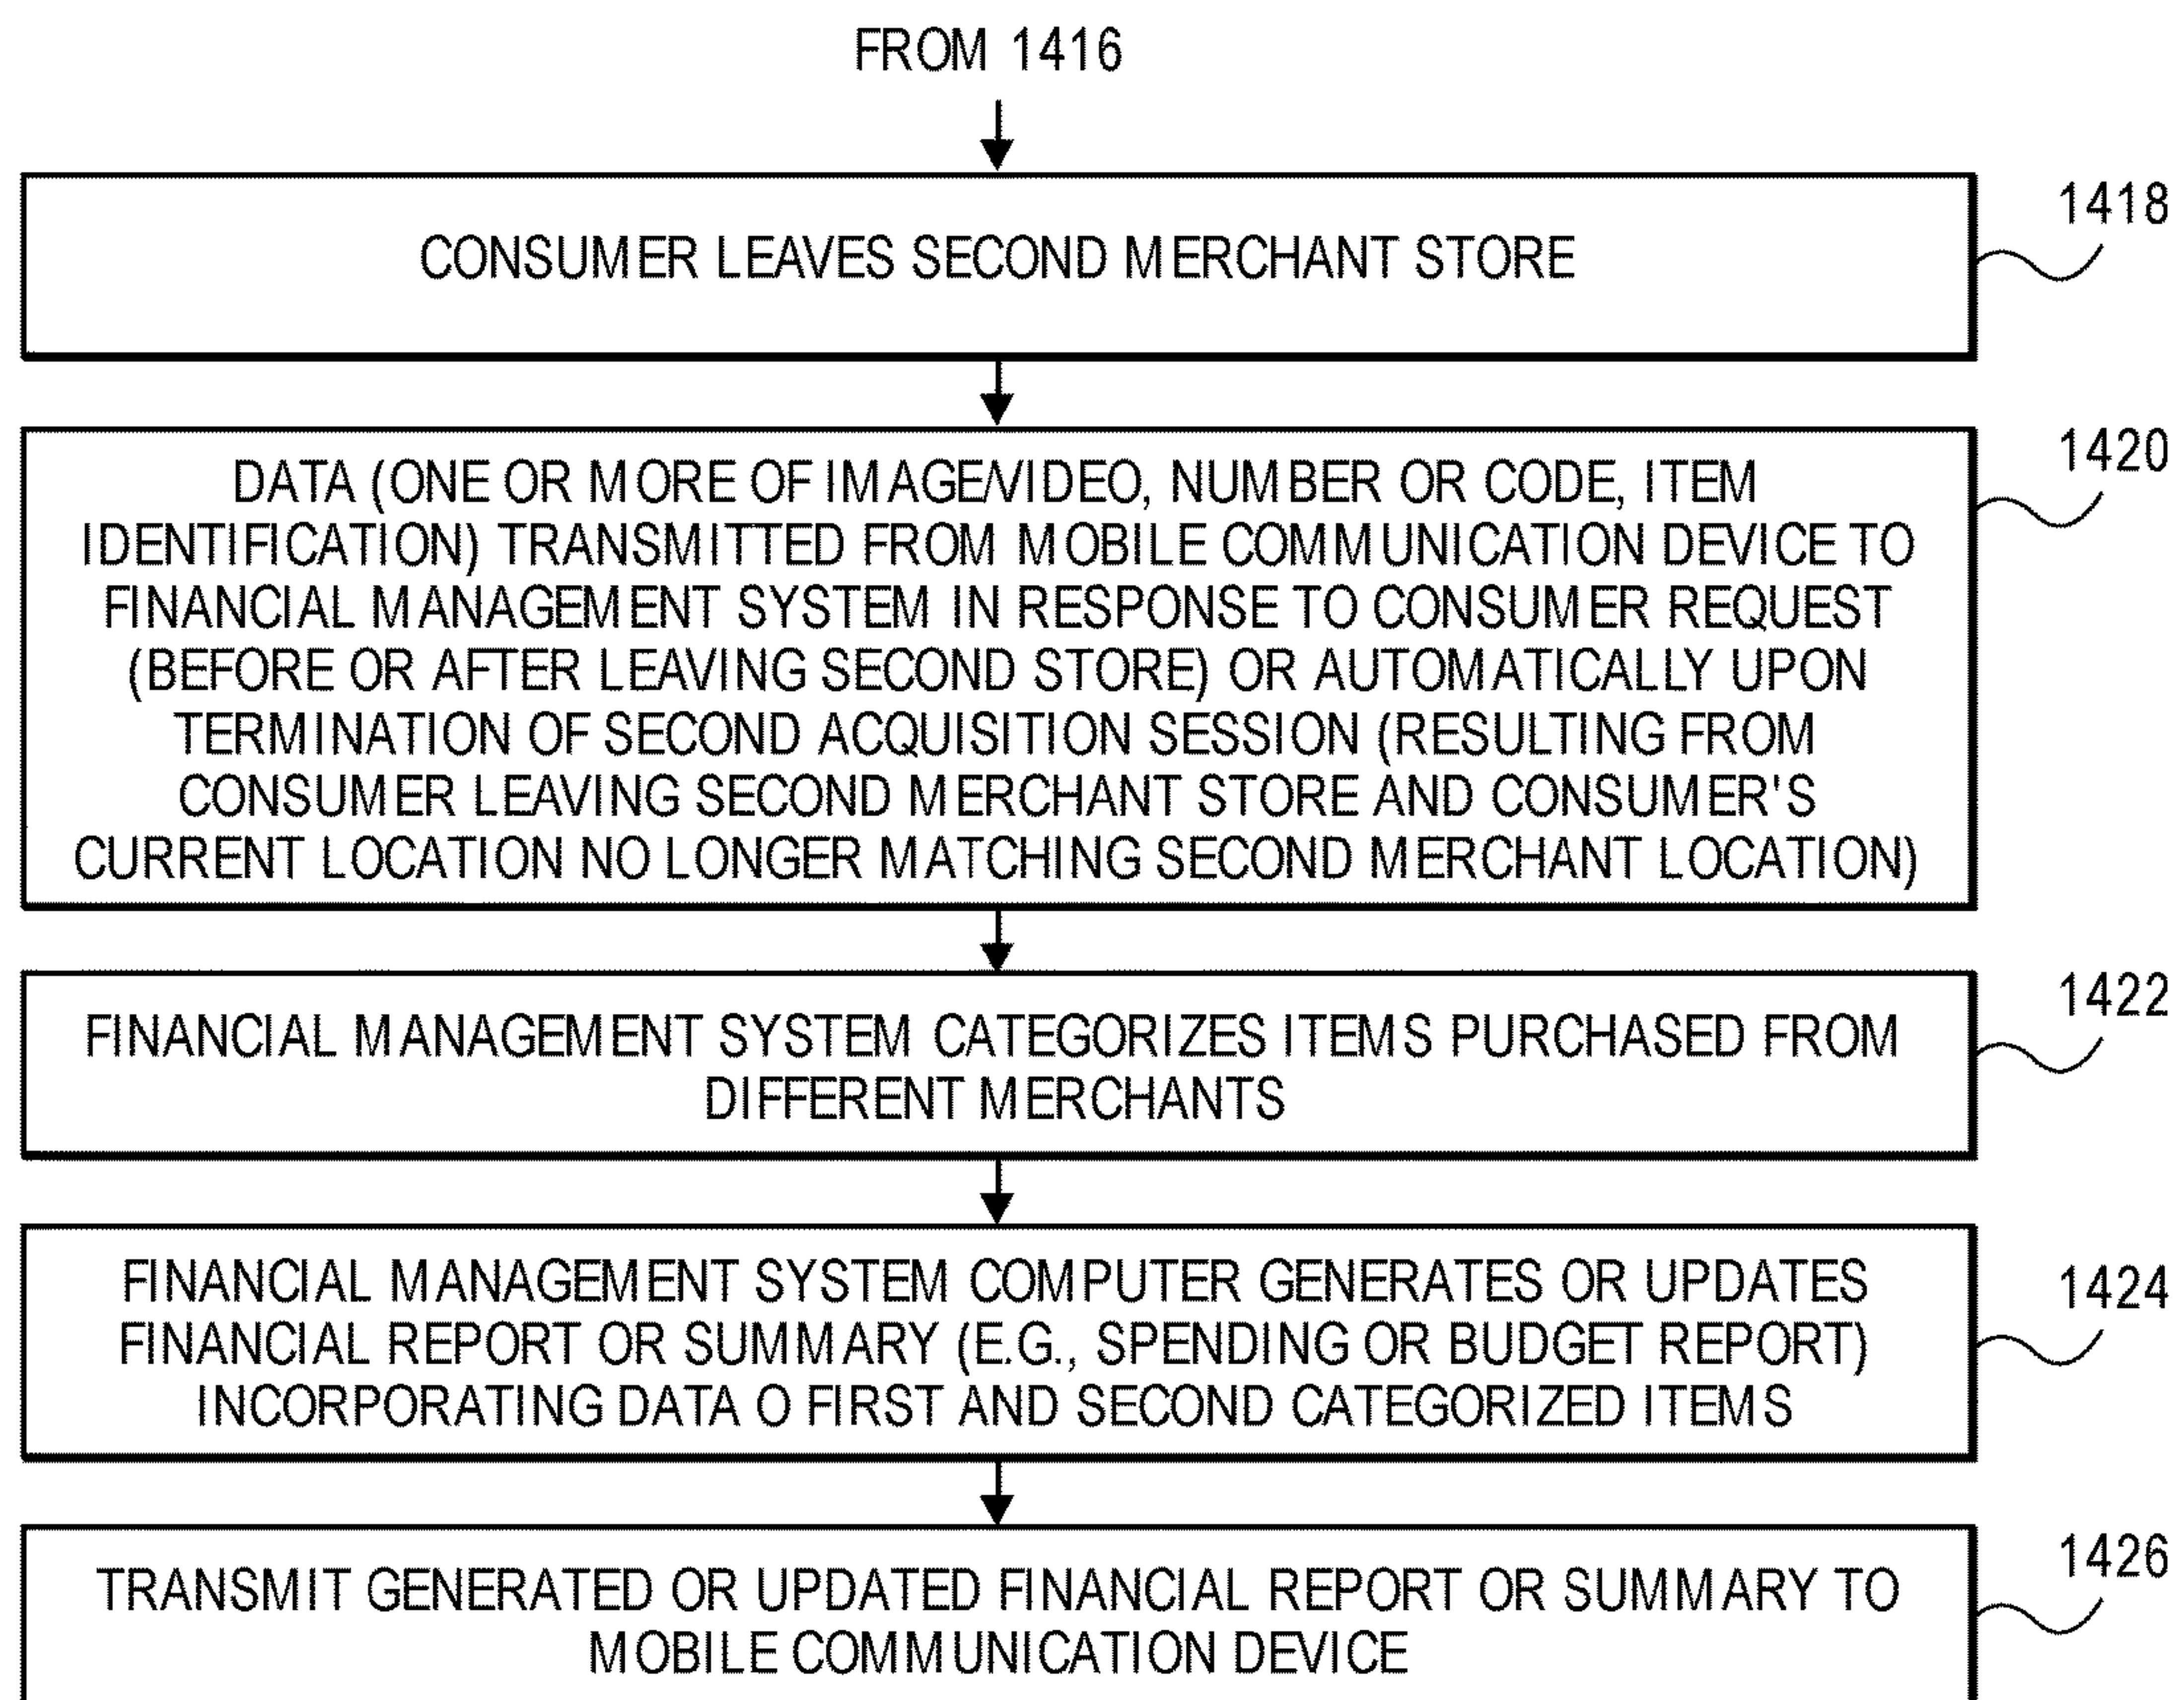 FROM 1416
1418
CONSUMER LEAVES SECOND MERCHANT STORE
1420
DATA (ONE OR MORE OF IMAGE/VIDEO, NUMBER OR CODE, ITEM
IDENTIFICATION) TRANSMITTED FROM MOBILE COMMUNICATION DEVICE TO
FINANCIAL MANAGEMENT SYSTEM IN RESPONSE TO CONSUMER REQUEST
(BEFORE OR AFTER LEAVING SECOND STORE) OR AUTOMATICALLY UPON
TERMINATION OF SECOND ACQUISITION SESSION (RESULTING FROM
CONSUMER LEAVING SECOND MERCHANT STORE AND CONSUMER'S
CURRENT LOCATION NO LONGER MATCHING SECOND MERCHANT LOCATION)
1422
FINANCIAL MANAGEMENT SYSTEM CATEGORIZES ITEMS PURCHASED FROM
DIFFERENT MERCHANTS
1424
FINANCIAL MANAGEMENT SYSTEM COMPUTER GENERATES OR UPDATES
FINANCIAL REPORT OR SUMMARY (E.G., SPENDING OR BUDGET REPORT)
INCORPORATING DATA O FIRST AND SECOND CATEGORIZED ITEMS
1426
TRANSMIT GENERATED OR UPDATED FINANCIAL REPORT OR SUMMARY TO
MOBILE COMMUNICATION DEVICE